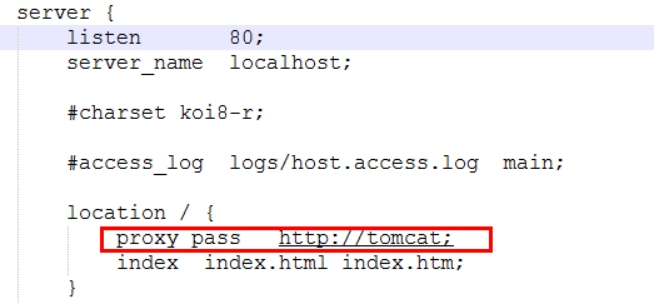 server {
listen 80;
server_name localhost;
#charset koi8-r;
#access_log logs/host.access.log main;
location / {
proxy_pass http://tomcat;
index index.html index.htm;
}